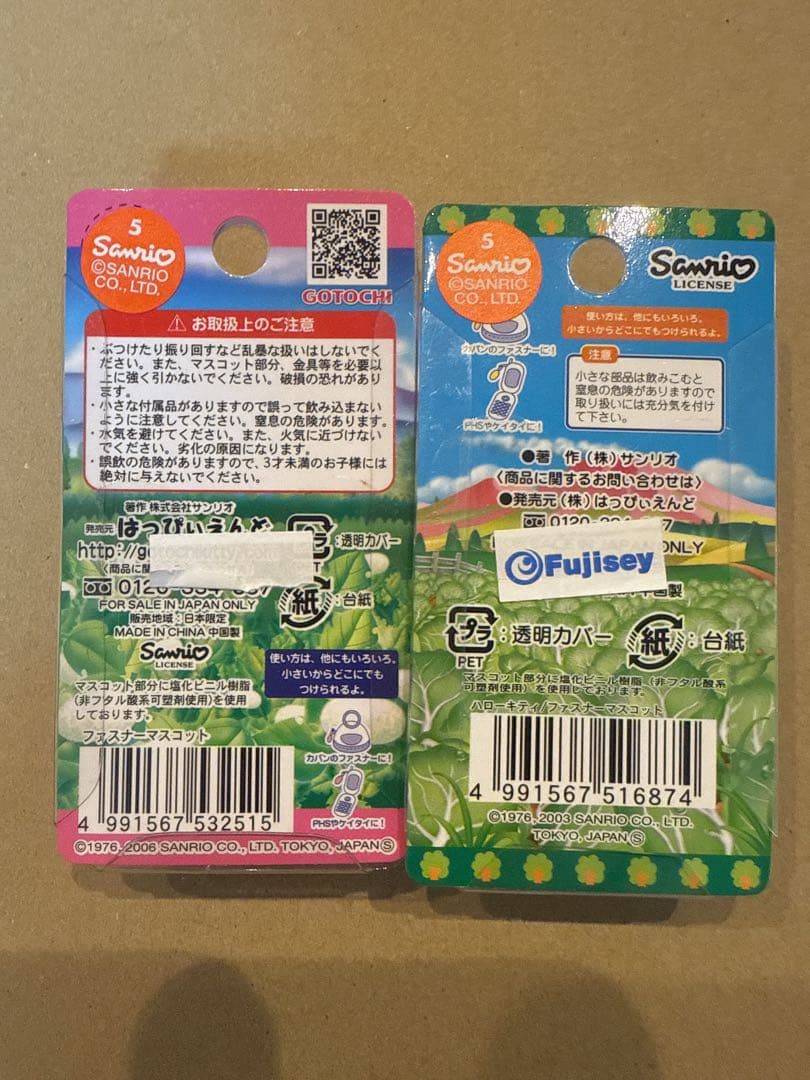 5
Sanrio
©SANRIO
CO., LTD.
GOTOCHI
お取扱上のご注意
・ぶつけたり振り回すなど乱暴な扱いはしないでく
ださい。また、マスコット部分、金具等を必要以
上に強く引かないでください。破損の恐れがあり
ます。
・小さな付属品がありますので誤って飲み込まない
ように注意してください。窒息の危険があります。
・水気を避けてください。また、火気に近づけない
でください。劣化の原因になります。
・誤飲の危険がありますので、3才未満のお子様には
絶対に与えないでください。
著作 株式会社サンリオ
発売元 はっぴぃえんど
http://gotochikitty.
〈商品に関
0120
FOR SALE IN JAPAN ONLY
販売地域：日本限定
MADE IN CHINA 中国製
Sanrio
LICENSE
プラ：透明カバー
紙：台紙
マスコット部分に塩化ビニル樹脂
(非フタル酸系可塑剤使用)を使用
しております。
ファスナーマスコット
使い方は、他にもいろいろ。
小さいからどこにでも
つけられるよ。
カバンのファスナーに！
PHSやケイタイに！
4 991567 532515
©1976, 2006 SANRIO CO., LTD. TOKYO, JAPAN Ⓢ
5
Sanrio
©SANRIO
CO., LTD.
Sanrio
LICENSE
使い方は、他にもいろいろ。
小さいからどこにでもつけられるよ。
カバンのファスナーに！
PHSやケイタイに！
注意
小さな部品は飲みこむと
窒息の危険がありますので
取り扱いには充分気を付け
て下さい。
●著 作(株)サンリオ
〈商品に関するお問い合わせは〉
●発売元(株)はっぴぃえんど
0120
ONLY
Fujisey
国製
プラ：透明カバー
PET
紙：台紙
マスコット部分に塩化ビニル樹脂(非フタル酸系
可塑剤使用)を使用しております。
ハローキティ/ファスナーマスコット
4 991567 516874
©1976, 2003 SANRIO CO., LTD.
TOKYO, JAPAN Ⓢ